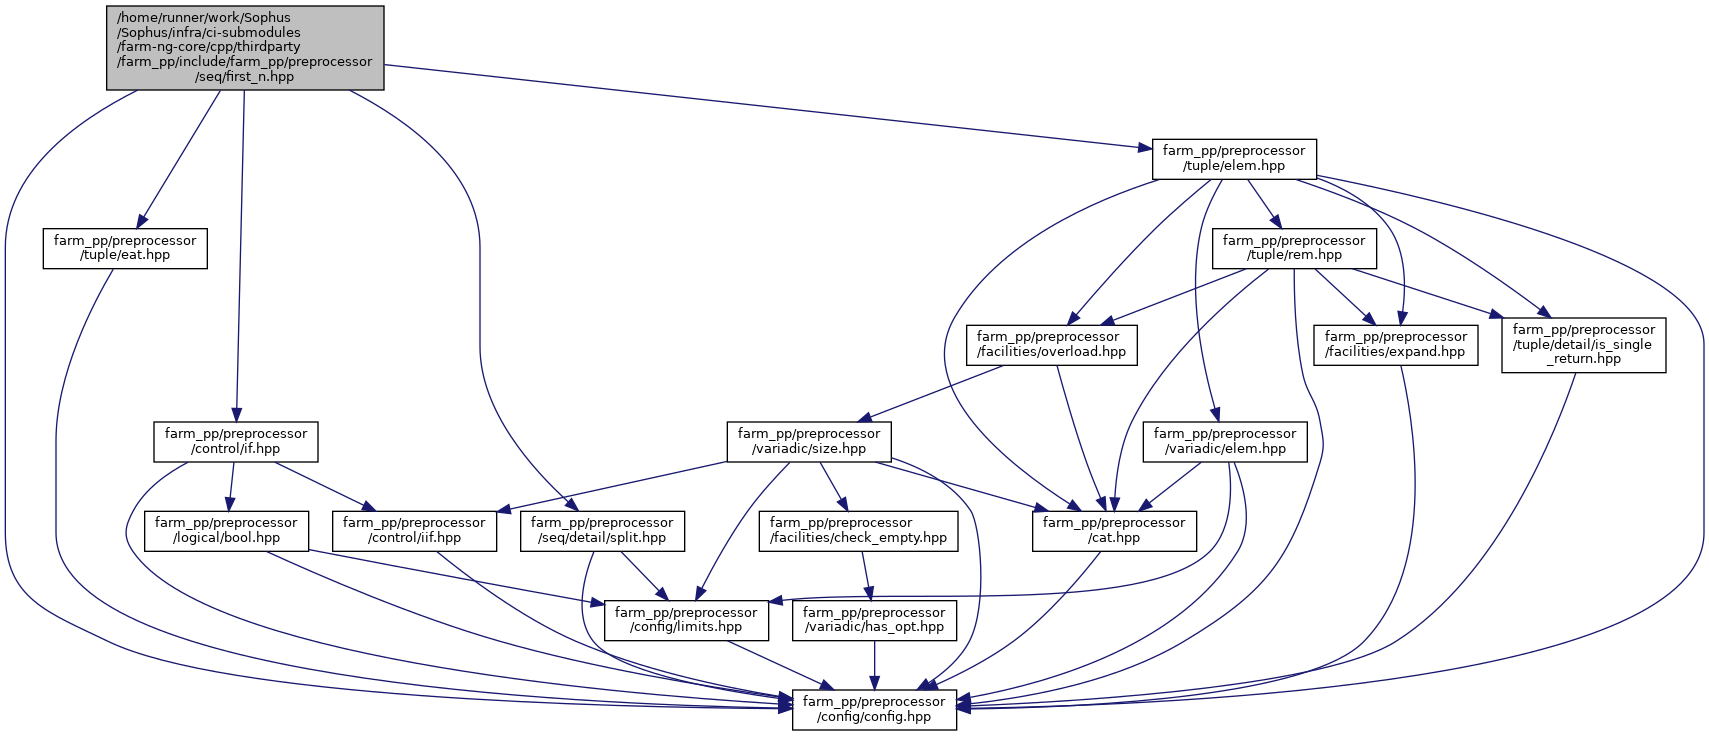 /home/runner/work/Sophus
/Sophus/infra/ci-submodules
/farm-ng-core/cpp/thirdparty
/farm_pp/include/farm_pp/preprocessor
/seq/first_n.hpp
farm_pp/preprocessor
/tuple/elem.hpp
farm_pp/preprocessor
/tuple/eat.hpp
farm_pp/preprocessor
/tuple/rem.hpp
farm_pp/preprocessor
/facilities/overload.hpp
farm_pp/preprocessor
/facilities/expand.hpp
farm_pp/preprocessor
/tuple/detail/is_single
_return.hpp
farm_pp/preprocessor
/control/if.hpp
farm_pp/preprocessor
/variadic/size.hpp
farm_pp/preprocessor
/variadic/elem.hpp
farm_pp/preprocessor
/logical/bool.hpp
farm_pp/preprocessor
/control/iif.hpp
farm_pp/preprocessor
/seq/detail/split.hpp
farm_pp/preprocessor
/facilities/check_empty.hpp
farm_pp/preprocessor
/cat.hpp
farm_pp/preprocessor
/config/limits.hpp
farm_pp/preprocessor
/variadic/has_opt.hpp
farm_pp/preprocessor
/config/config.hpp